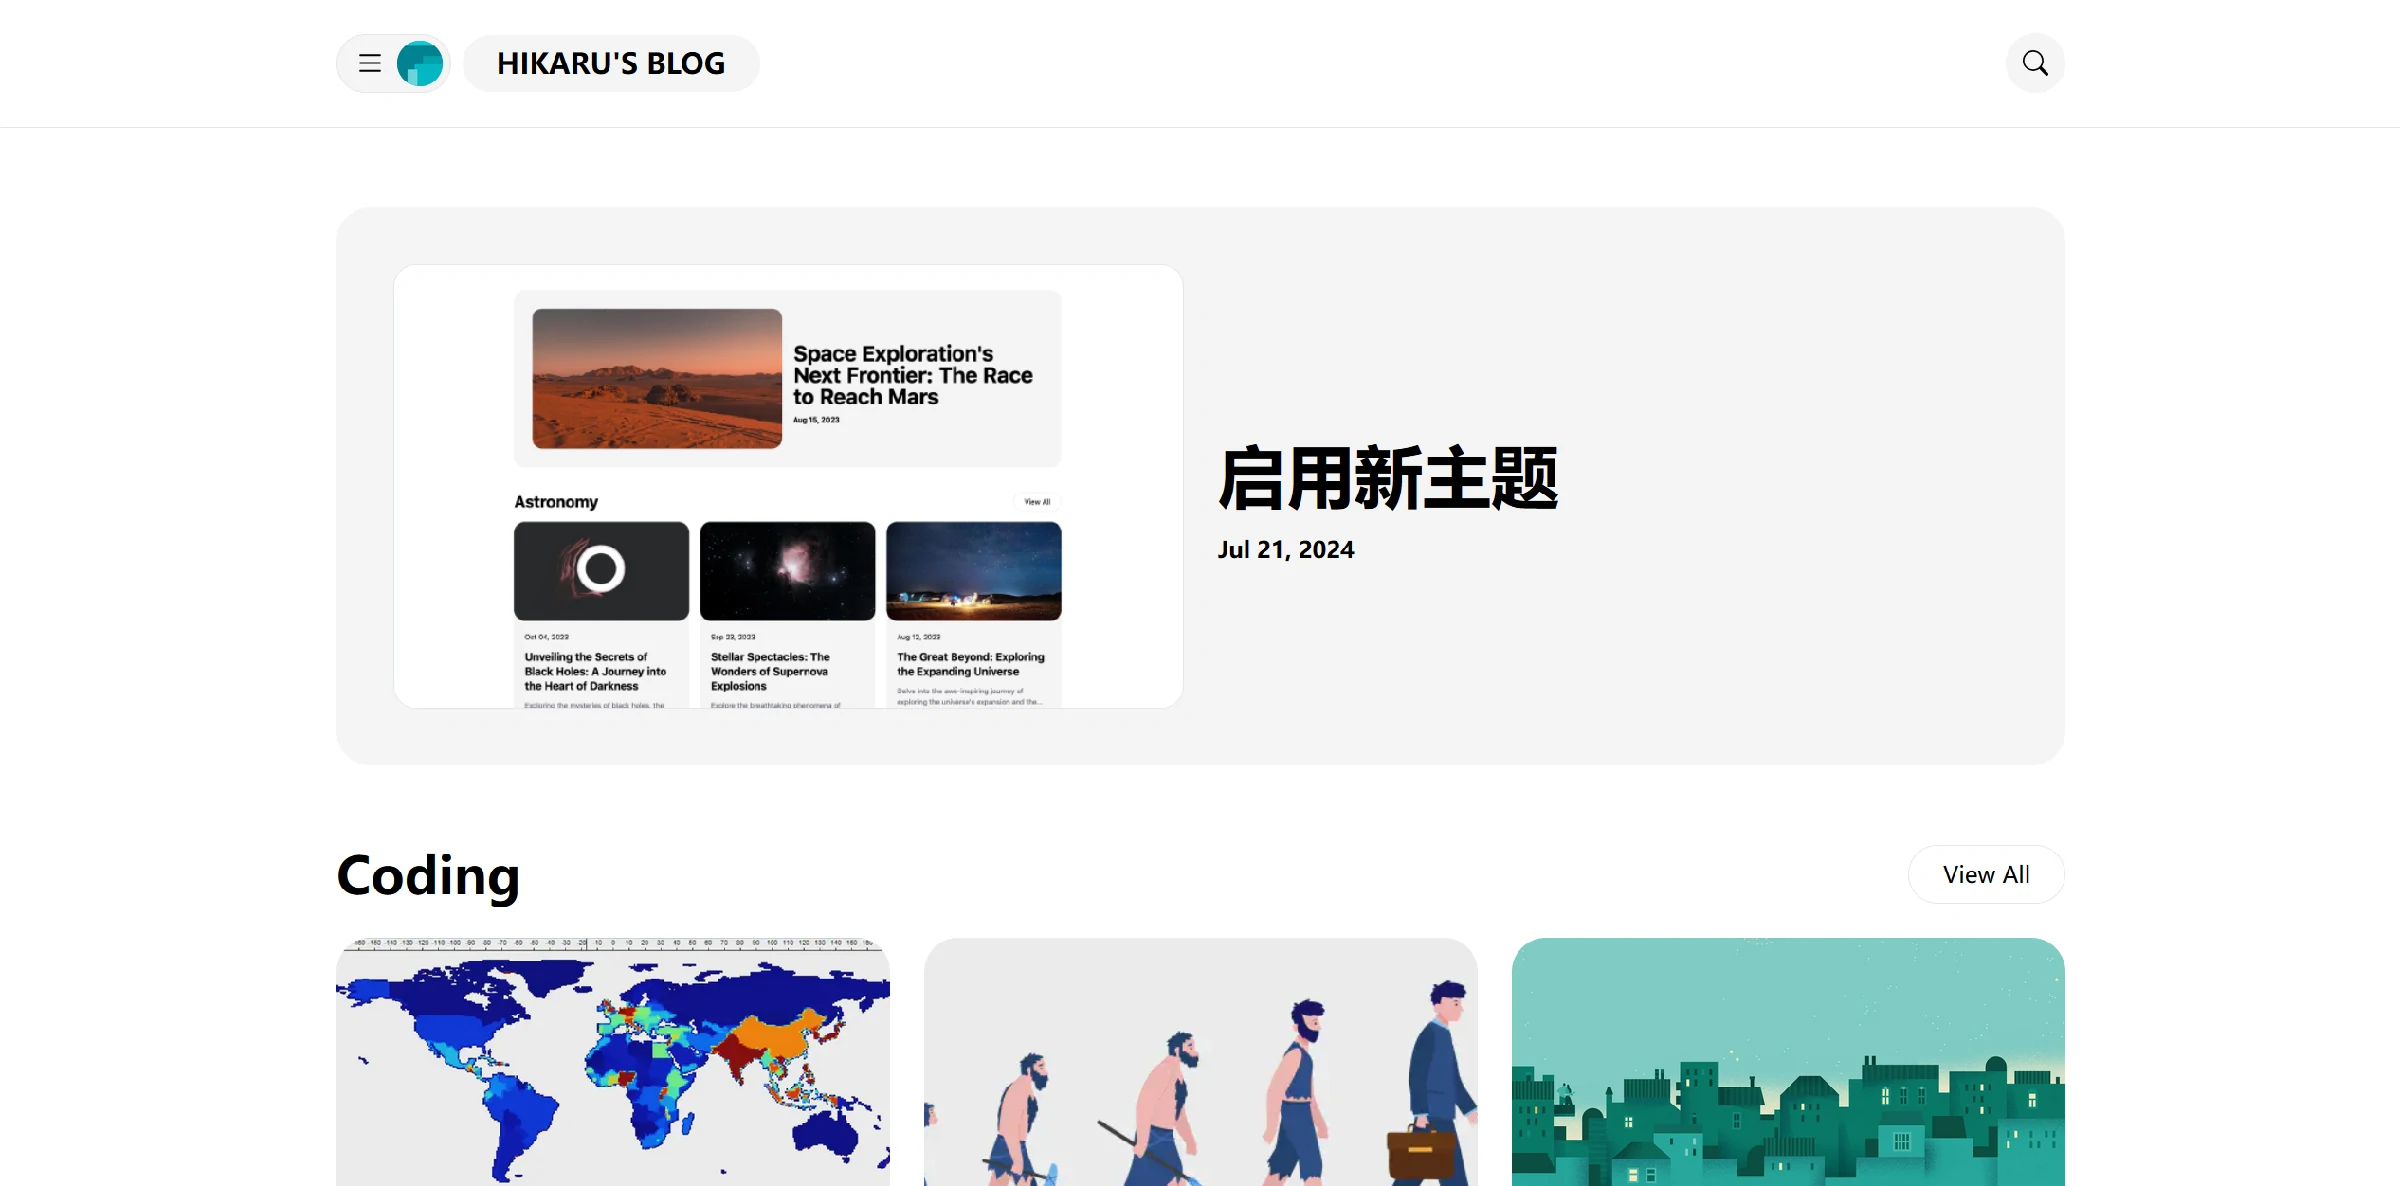 HIKARU'S BLOG
Space Exploration's
Next Frontier: The Race
to Reach Mars
Aug 15, 2023
启用新主题
Jul 21, 2024
Astronomy
View All
Oct 04, 2023
Unveiling the Secrets of
Black Holes: A Journey into
the Heart of Darkness
Exploring the mysteries of black holes, the
Sep 23, 2023
Stellar Spectacles: The
Wonders of Supernova
Explosions
Explore the breathtaking phenomena of
Aug 12, 2023
The Great Beyond: Exploring
the Expanding Universe
Delve into the awe-inspiring journey of
exploring the universe's expansion and the...
Coding
View All